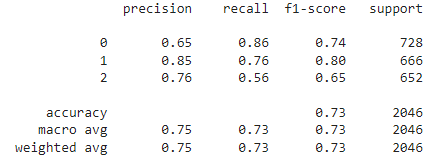 precision recall f1-score support
0 0.65 0.86 0.74 728
1 0.85 0.76 0.80 666
2 0.76 0.56 0.65 652
accuracy 0.73 2046
macro avg 0.75 0.73 0.73 2046
weighted avg 0.75 0.73 0.73 2046